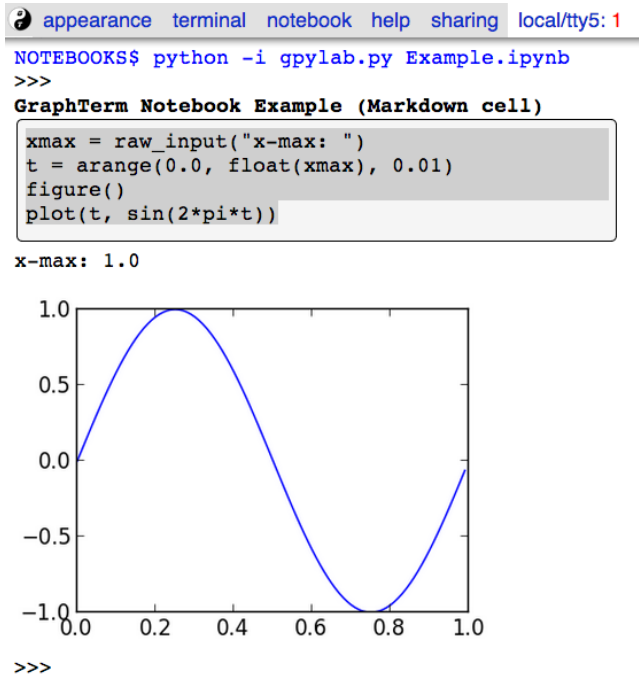 appearance terminal notebook help sharing local/tty5: 1
NOTEBOOKS$ python -i gpylab.py Example.ipynb
>>>
GraphTerm Notebook Example (Markdown cell)
xmax = raw_input("x-max: ")
t = arange(0.0, float(xmax), 0.01)
figure()
plot(t, sin(2*pi*t))
x-max: 1.0
1.0
0.5
0.0
−0.5
−1.0
0.0 0.2 0.4 0.6 0.8 1.0
>>>